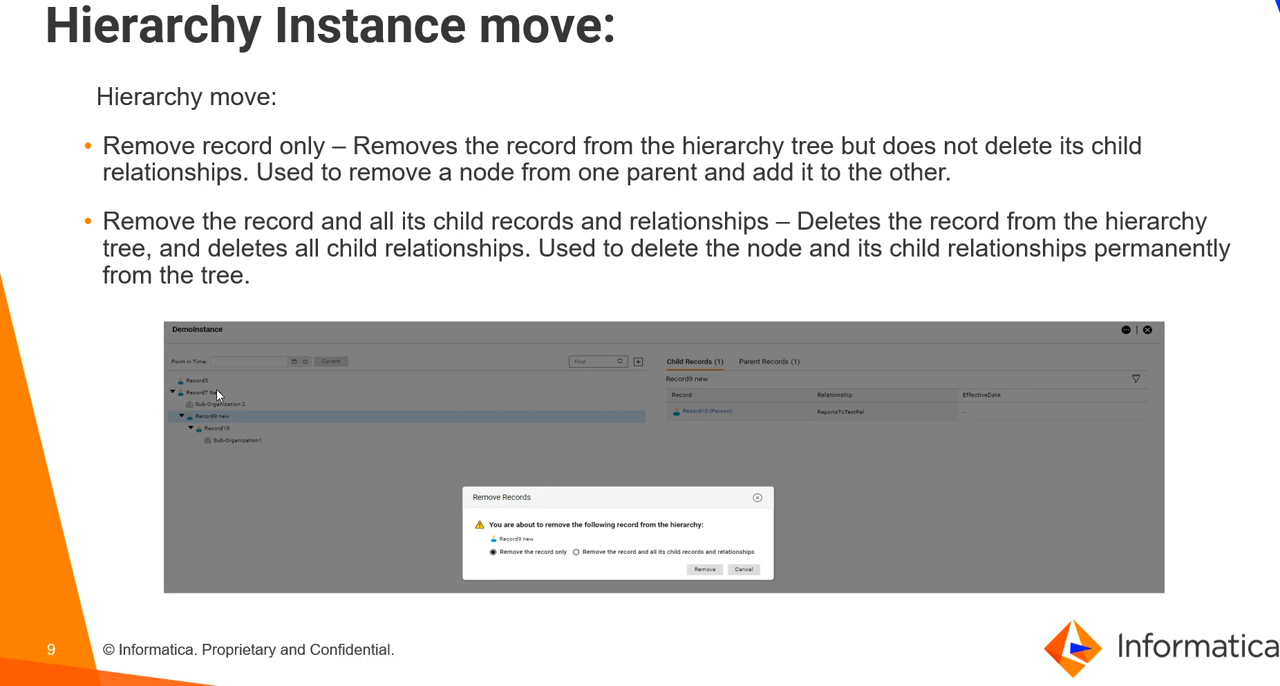 Hierarchy Instance move:
Hierarchy move:
• Remove record only – Removes the record from the hierarchy tree but does not delete its child
relationships. Used to remove a node from one parent and add it to the other.
• Remove the record and all its child records and relationships – Deletes the record from the hierarchy
tree, and deletes all child relationships. Used to delete the node and its child relationships permanently
from the tree.
DemoInstance
Point in Time:
Current
Find
Child Records (1) Parent Records (1)
Record9 new
Record Relationship EffectiveDate
Record10 (Person) ReportsToTestRel -
Record5
Record7
Sub-Organization 2
Record9 new
Record10
Sub-Organization1
Remove Records
You are about to remove the following record from the hierarchy:
Record9 new
Remove the record only Remove the record and all its child records and relationships
Remove Cancel
9 © Informatica. Proprietary and Confidential.
Informatica